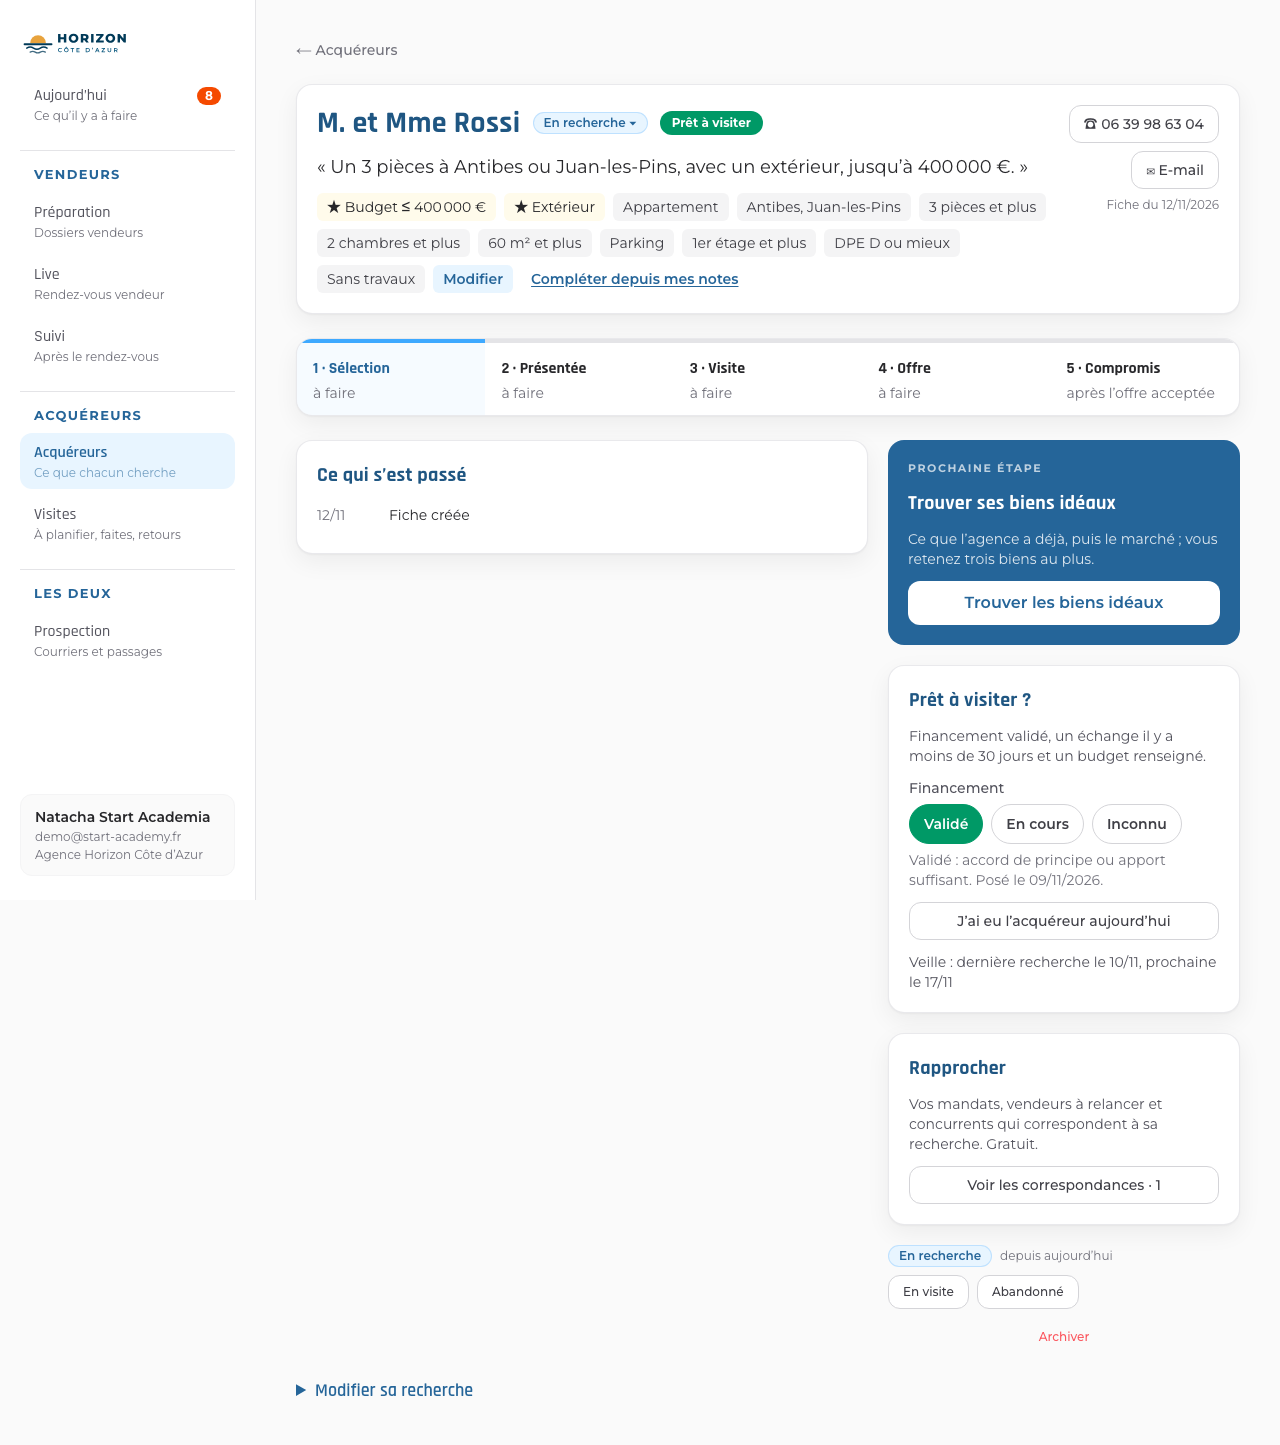 HORIZON
CÔTE D'AZUR
Aujourd’hui
8
Ce qu’il y a à faire
VENDEURS
Préparation
Dossiers vendeurs
Live
Rendez-vous vendeur
Suivi
Après le rendez-vous
ACQUÉREURS
Acquéreurs
Ce que chacun cherche
Visites
À planifier, faites, retours
LES DEUX
Prospection
Courriers et passages
Natacha Start Academia
demo@start-academy.fr
Agence Horizon Côte d’Azur
← Acquéreurs
M. et Mme Rossi
En recherche ▾
Prêt à visiter
☎ 06 39 98 63 04
« Un 3 pièces à Antibes ou Juan-les-Pins, avec un extérieur, jusqu’à 400 000 €. »
✉ E-mail
Fiche du 12/11/2026
★ Budget ≤ 400 000 €
★ Extérieur
Appartement
Antibes, Juan-les-Pins
3 pièces et plus
2 chambres et plus
60 m² et plus
Parking
1er étage et plus
DPE D ou mieux
Sans travaux
Modifier
Compléter depuis mes notes
1 · Sélection
à faire
2 · Présentée
à faire
3 · Visite
à faire
4 · Offre
à faire
5 · Compromis
après l’offre acceptée
Ce qui s’est passé
12/11 Fiche créée
PROCHAINE ÉTAPE
Trouver ses biens idéaux
Ce que l’agence a déjà, puis le marché ; vous
retenez trois biens au plus.
Trouver les biens idéaux
Prêt à visiter ?
Financement validé, un échange il y a
moins de 30 jours et un budget renseigné.
Financement
Validé
En cours
Inconnu
Validé : accord de principe ou apport
suffisant. Posé le 09/11/2026.
J’ai eu l’acquéreur aujourd’hui
Veille : dernière recherche le 10/11, prochaine
le 17/11
Rapprocher
Vos mandats, vendeurs à relancer et
concurrents qui correspondent à sa
recherche. Gratuit.
Voir les correspondances · 1
En recherche
depuis aujourd’hui
En visite
Abandonné
Archiver
▶ Modifier sa recherche